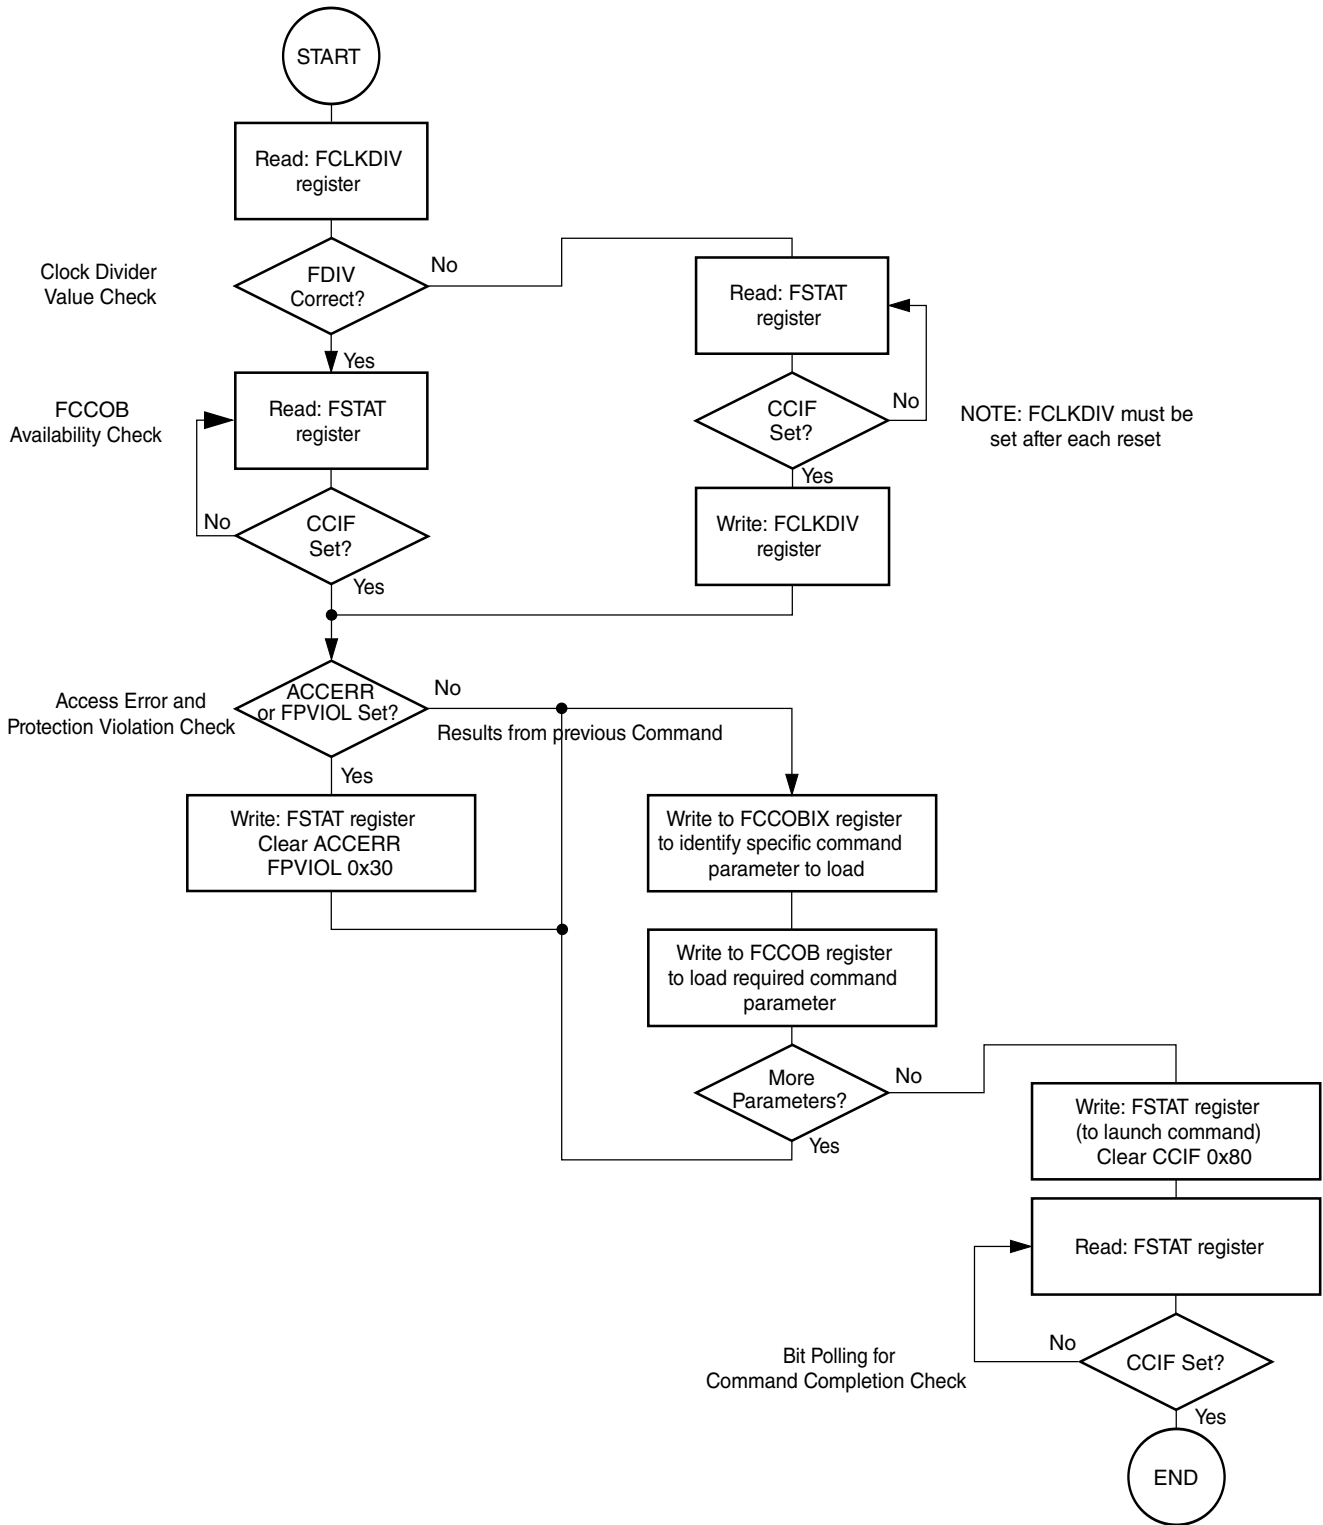 START
Read: FCLKDIV
register
Clock Divider
Value Check
FDIV
Correct?
No
Yes
Read: FSTAT
register
CCIF
Set?
No
Yes
NOTE: FCLKDIV must be
set after each reset
Write: FCLKDIV
register
FCCOB
Availability Check
Read: FSTAT
register
CCIF
Set?
No
Yes
Access Error and
Protection Violation Check
ACCERR
or FPVIOL Set?
No
Results from previous Command
Yes
Write: FSTAT register
Clear ACCERR
FPVIOL 0x30
Write to FCCOBIX register
to identify specific command
parameter to load
Write to FCCOB register
to load required command
parameter
More
Parameters?
No
Yes
Write: FSTAT register
(to launch command)
Clear CCIF 0x80
Read: FSTAT register
Bit Polling for
Command Completion Check
No
CCIF Set?
Yes
END